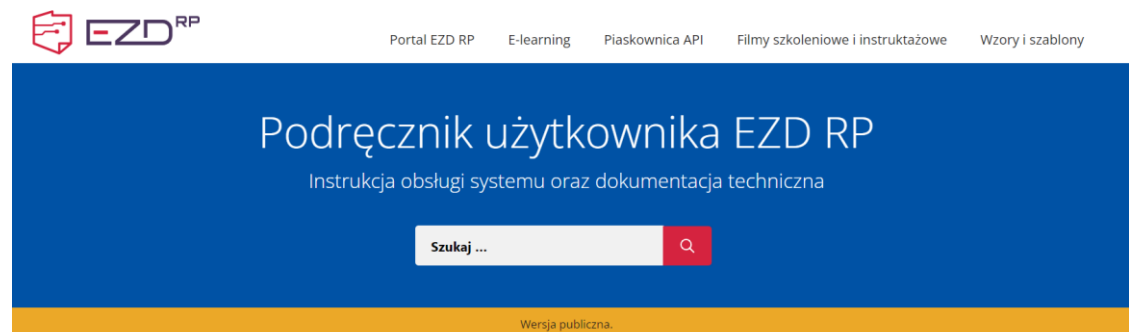 EZD RP
Portal EZD RP E-learning Piaskownica API Filmy szkoleniowe i instruktażowe Wzory i szablony
Podręcznik użytkownika EZD RP
Instrukcja obsługi systemu oraz dokumentacja techniczna
Szukaj ...
Wersja publiczna.